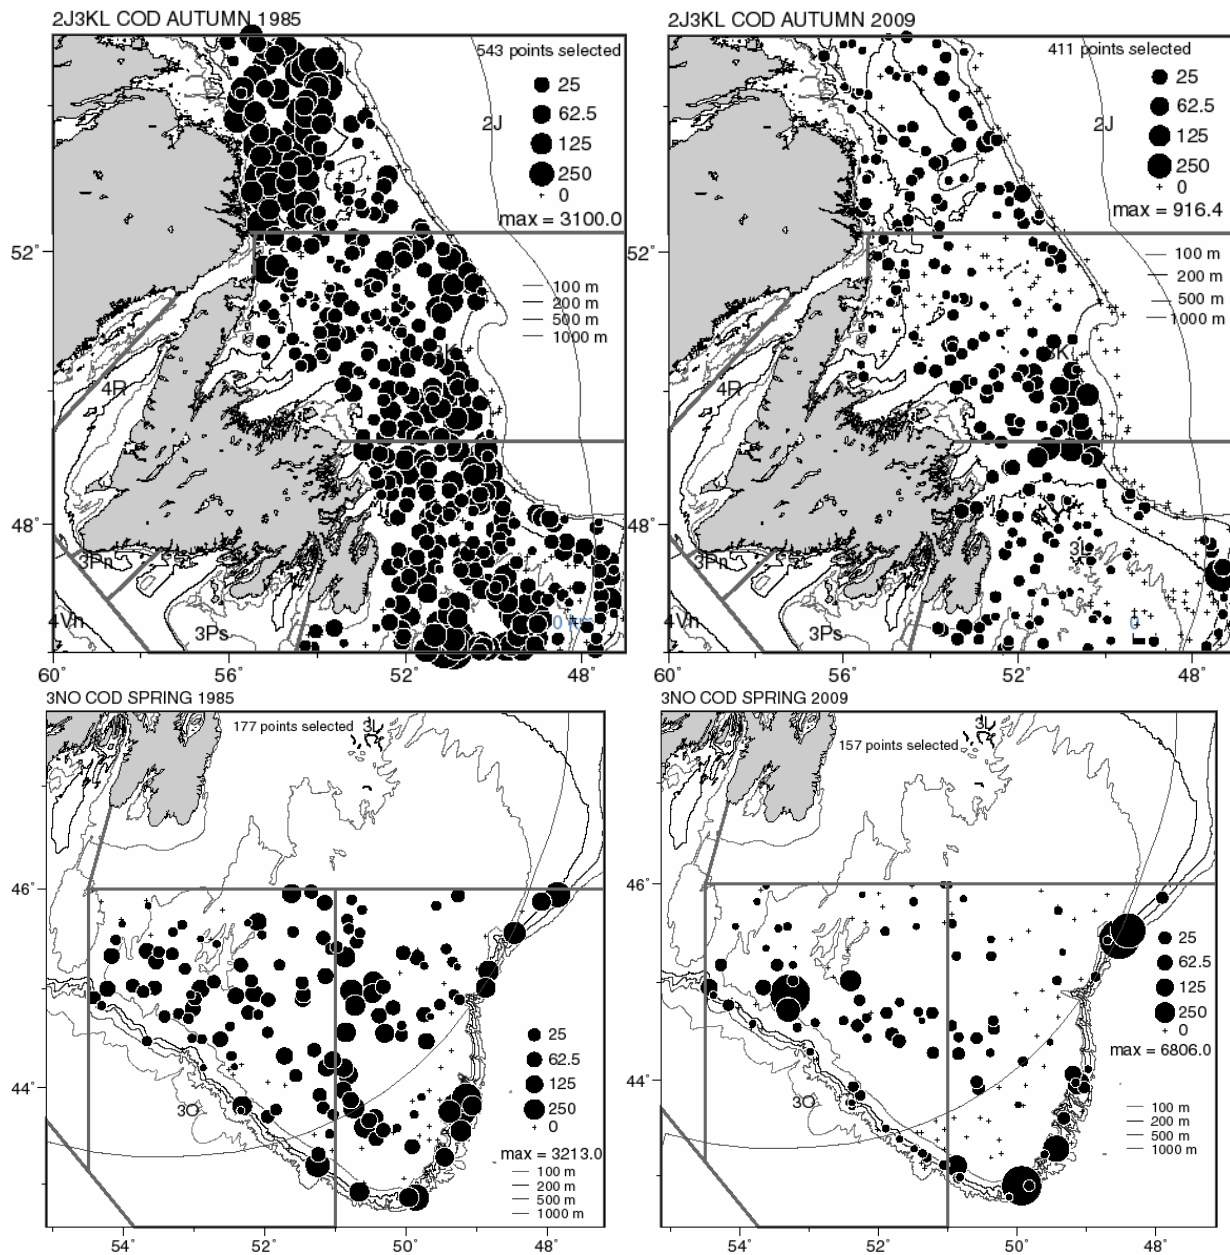 2J3KL COD AUTUMN 1985
543 points selected
25
62.5
125
250
0
max = 3100.0
2J
52°
100 m
200 m
500 m
1000 m
4R
48°
3Pn
4Vn
3Ps
60 56 52 48
2J3KL COD AUTUMN 2009
411 points selected
25
62.5
125
250
0
max = 916.4
2J
52°
100 m
200 m
500 m
1000 m
3K
4R
48°
3L
3Pn
4Vn
3Ps
0
60 56 52 48
3NO COD SPRING 1985
177 points selected
3L
46°
25
62.5
125
250
0
44°
3O
max = 3213.0
100 m
200 m
500 m
1000 m
54° 52° 50° 48°
3NO COD SPRING 2009
157 points selected
3L
46°
25
62.5
125
250
0
max = 6806.0
44°
3O
100 m
200 m
500 m
1000 m
54° 52° 50° 48°